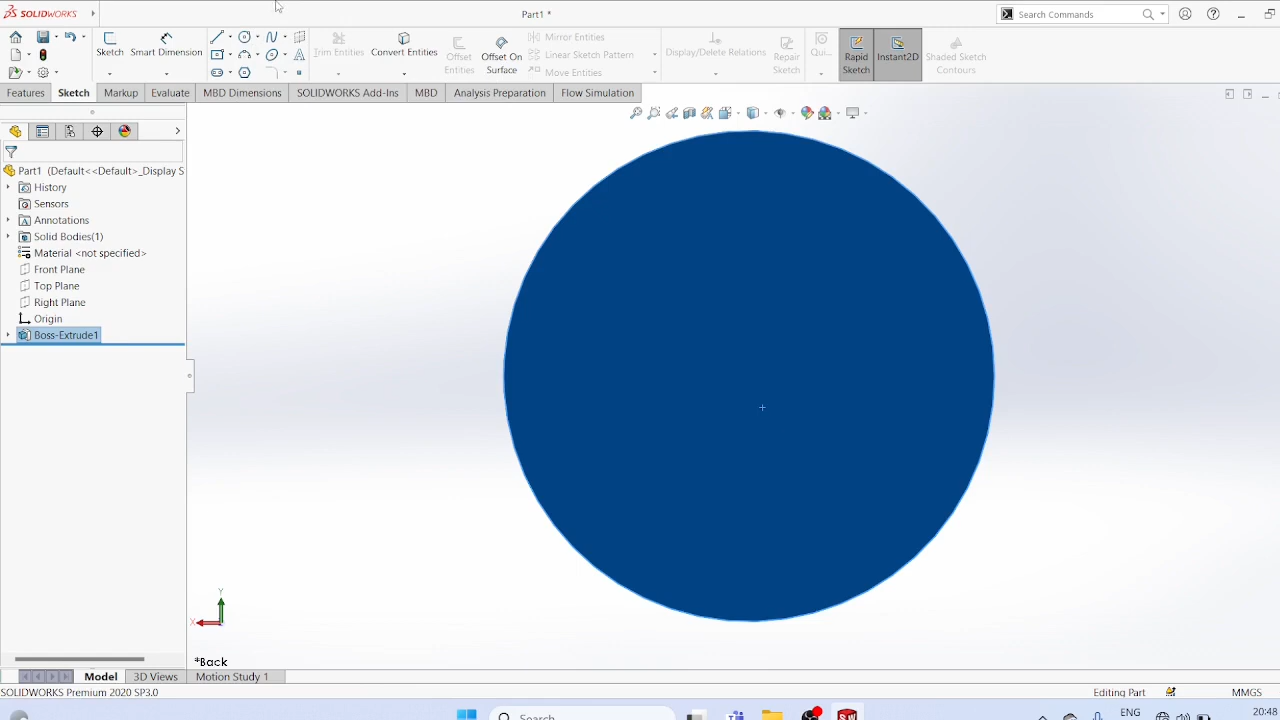 SOLIDWORKS
Part1 *
Search Commands
Sketch
Smart Dimension
Trim Entities
Convert Entities
Offset
Entities
Offset On
Surface
Mirror Entities
Linear Sketch Pattern
Move Entities
Display/Delete Relations
Repair
Sketch
Qui...
Rapid
Sketch
Instant2D
Shaded Sketch
Contours
Features
Sketch
Markup
Evaluate
MBD Dimensions
SOLIDWORKS Add-Ins
MBD
Analysis Preparation
Flow Simulation
Part1 (Default<<Default>_Display S
History
Sensors
Annotations
Solid Bodies(1)
Material <not specified>
Front Plane
Top Plane
Right Plane
Origin
Boss-Extrude1
Y
X
*Back
Model
3D Views
Motion Study 1
SOLIDWORKS Premium 2020 SP3.0
Editing Part
MMGS
Search
ENG
20:48